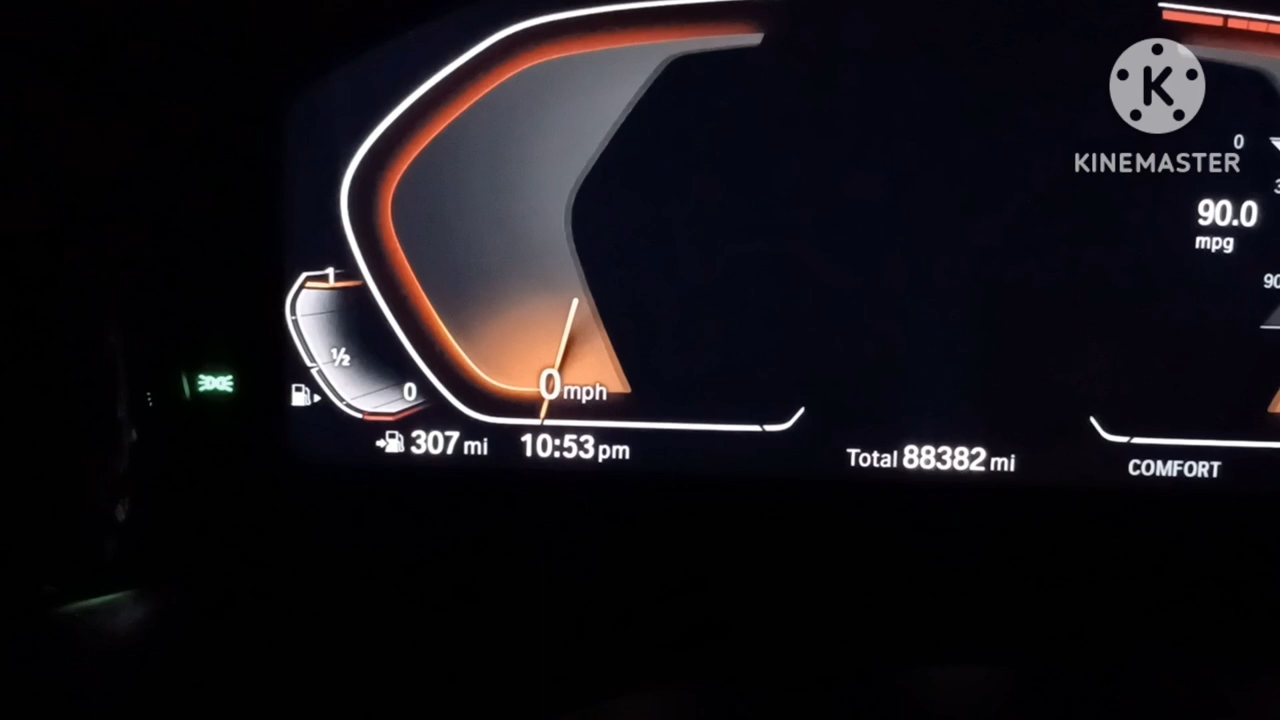 K
KINEMASTER
0
3
90.0
mpg
90
1
½
0
0 mph
307 mi
10:53 pm
Total 88382 mi
COMFORT